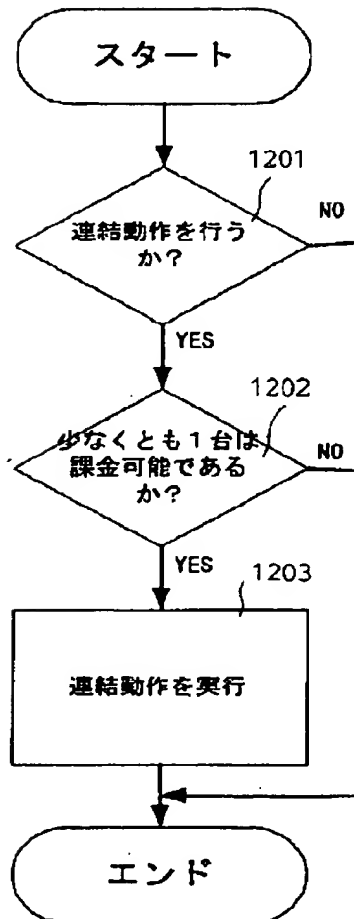 スタート
1201
連結動作を行う
か？
NO
YES
1202
少なくとも１台は
課金可能である
か？
NO
YES
1203
連結動作を実行
エンド